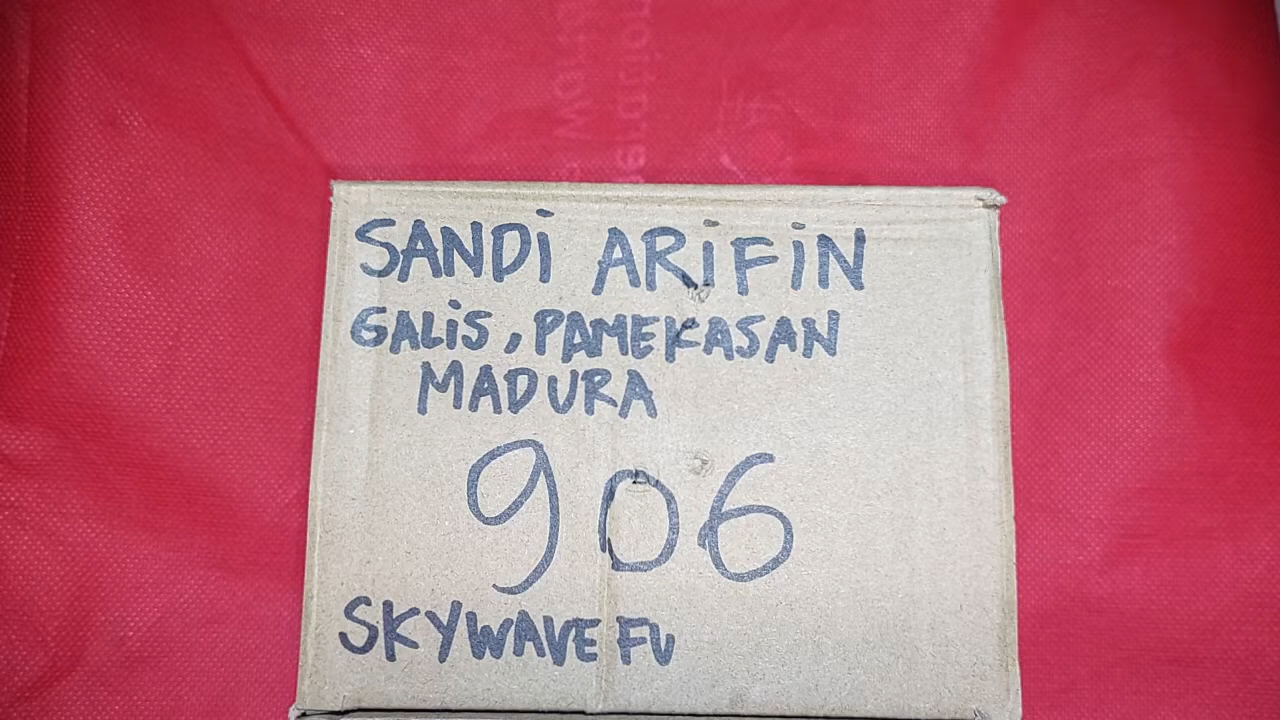 SANDi ARiFiN
GALiS, PAMEKASAN
MADURA
906
SKYWAVE FU